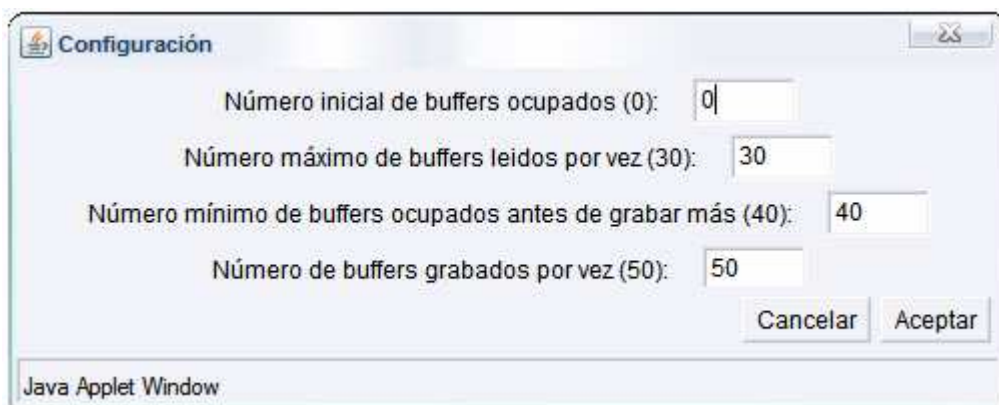 Configuración
Número inicial de buffers ocupados (0): 0
Número máximo de buffers leidos por vez (30): 30
Número mínimo de buffers ocupados antes de grabar más (40): 40
Número de buffers grabados por vez (50): 50
Cancelar Aceptar
Java Applet Window